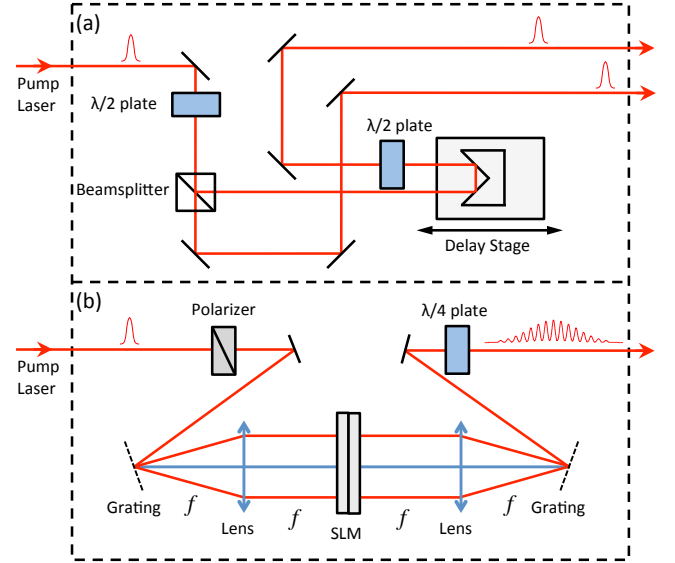 (a)
Pump
Laser
λ/2 plate
λ/2 plate
Beamsplitter
Delay Stage
(b)
Polarizer
λ/4 plate
Pump
Laser
Grating
f
Lens
f
SLM
f
Lens
f
Grating